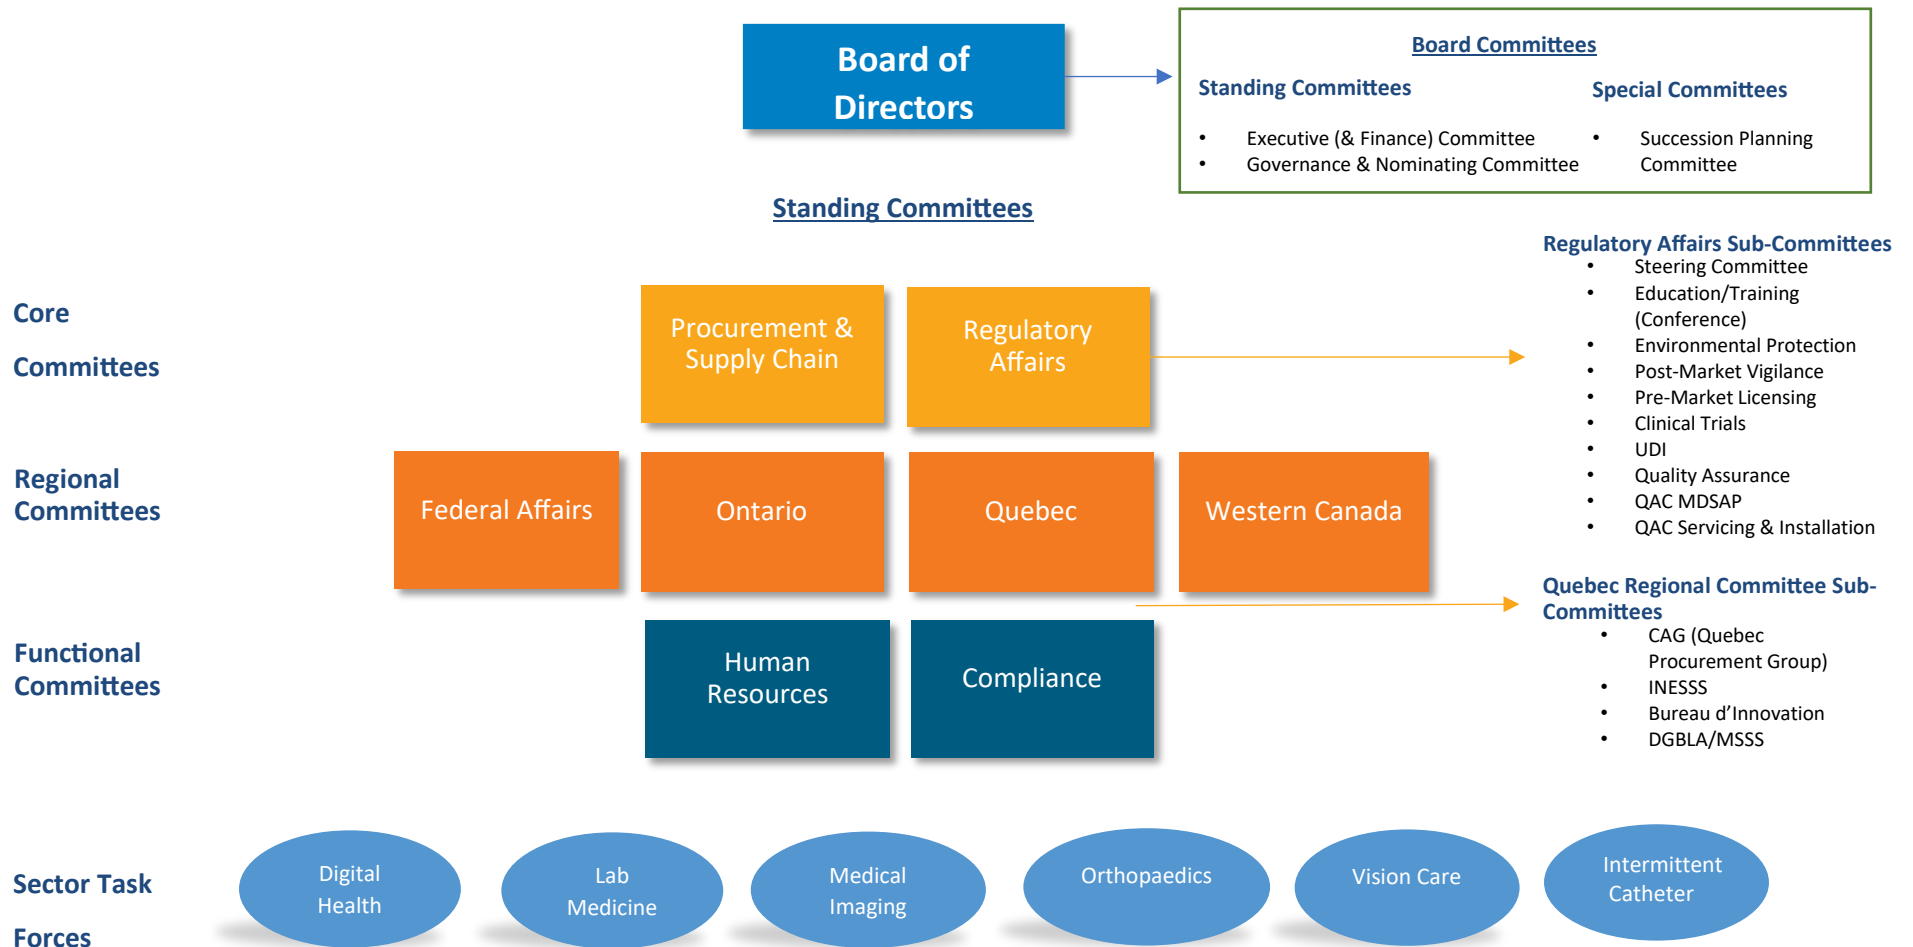 Board of
Directors
Board Committees
Standing Committees
Special Committees
• Executive (& Finance) Committee
• Governance & Nominating Committee
• Succession Planning
Committee
Standing Committees
Core
Committees
Procurement &
Supply Chain
Regulatory
Affairs
Regulatory Affairs Sub-Committees
• Steering Committee
• Education/Training
(Conference)
• Environmental Protection
• Post-Market Vigilance
• Pre-Market Licensing
• Clinical Trials
• UDI
• Quality Assurance
• QAC MDSAP
• QAC Servicing & Installation
Regional
Committees
Federal Affairs
Ontario
Quebec
Western Canada
Quebec Regional Committee Sub-
Committees
• CAG (Quebec
Procurement Group)
• INESSS
• Bureau d’Innovation
• DGBLA/MSSS
Functional
Committees
Human
Resources
Compliance
Sector Task
Forces
Digital
Health
Lab
Medicine
Medical
Imaging
Orthopaedics
Vision Care
Intermittent
Catheter